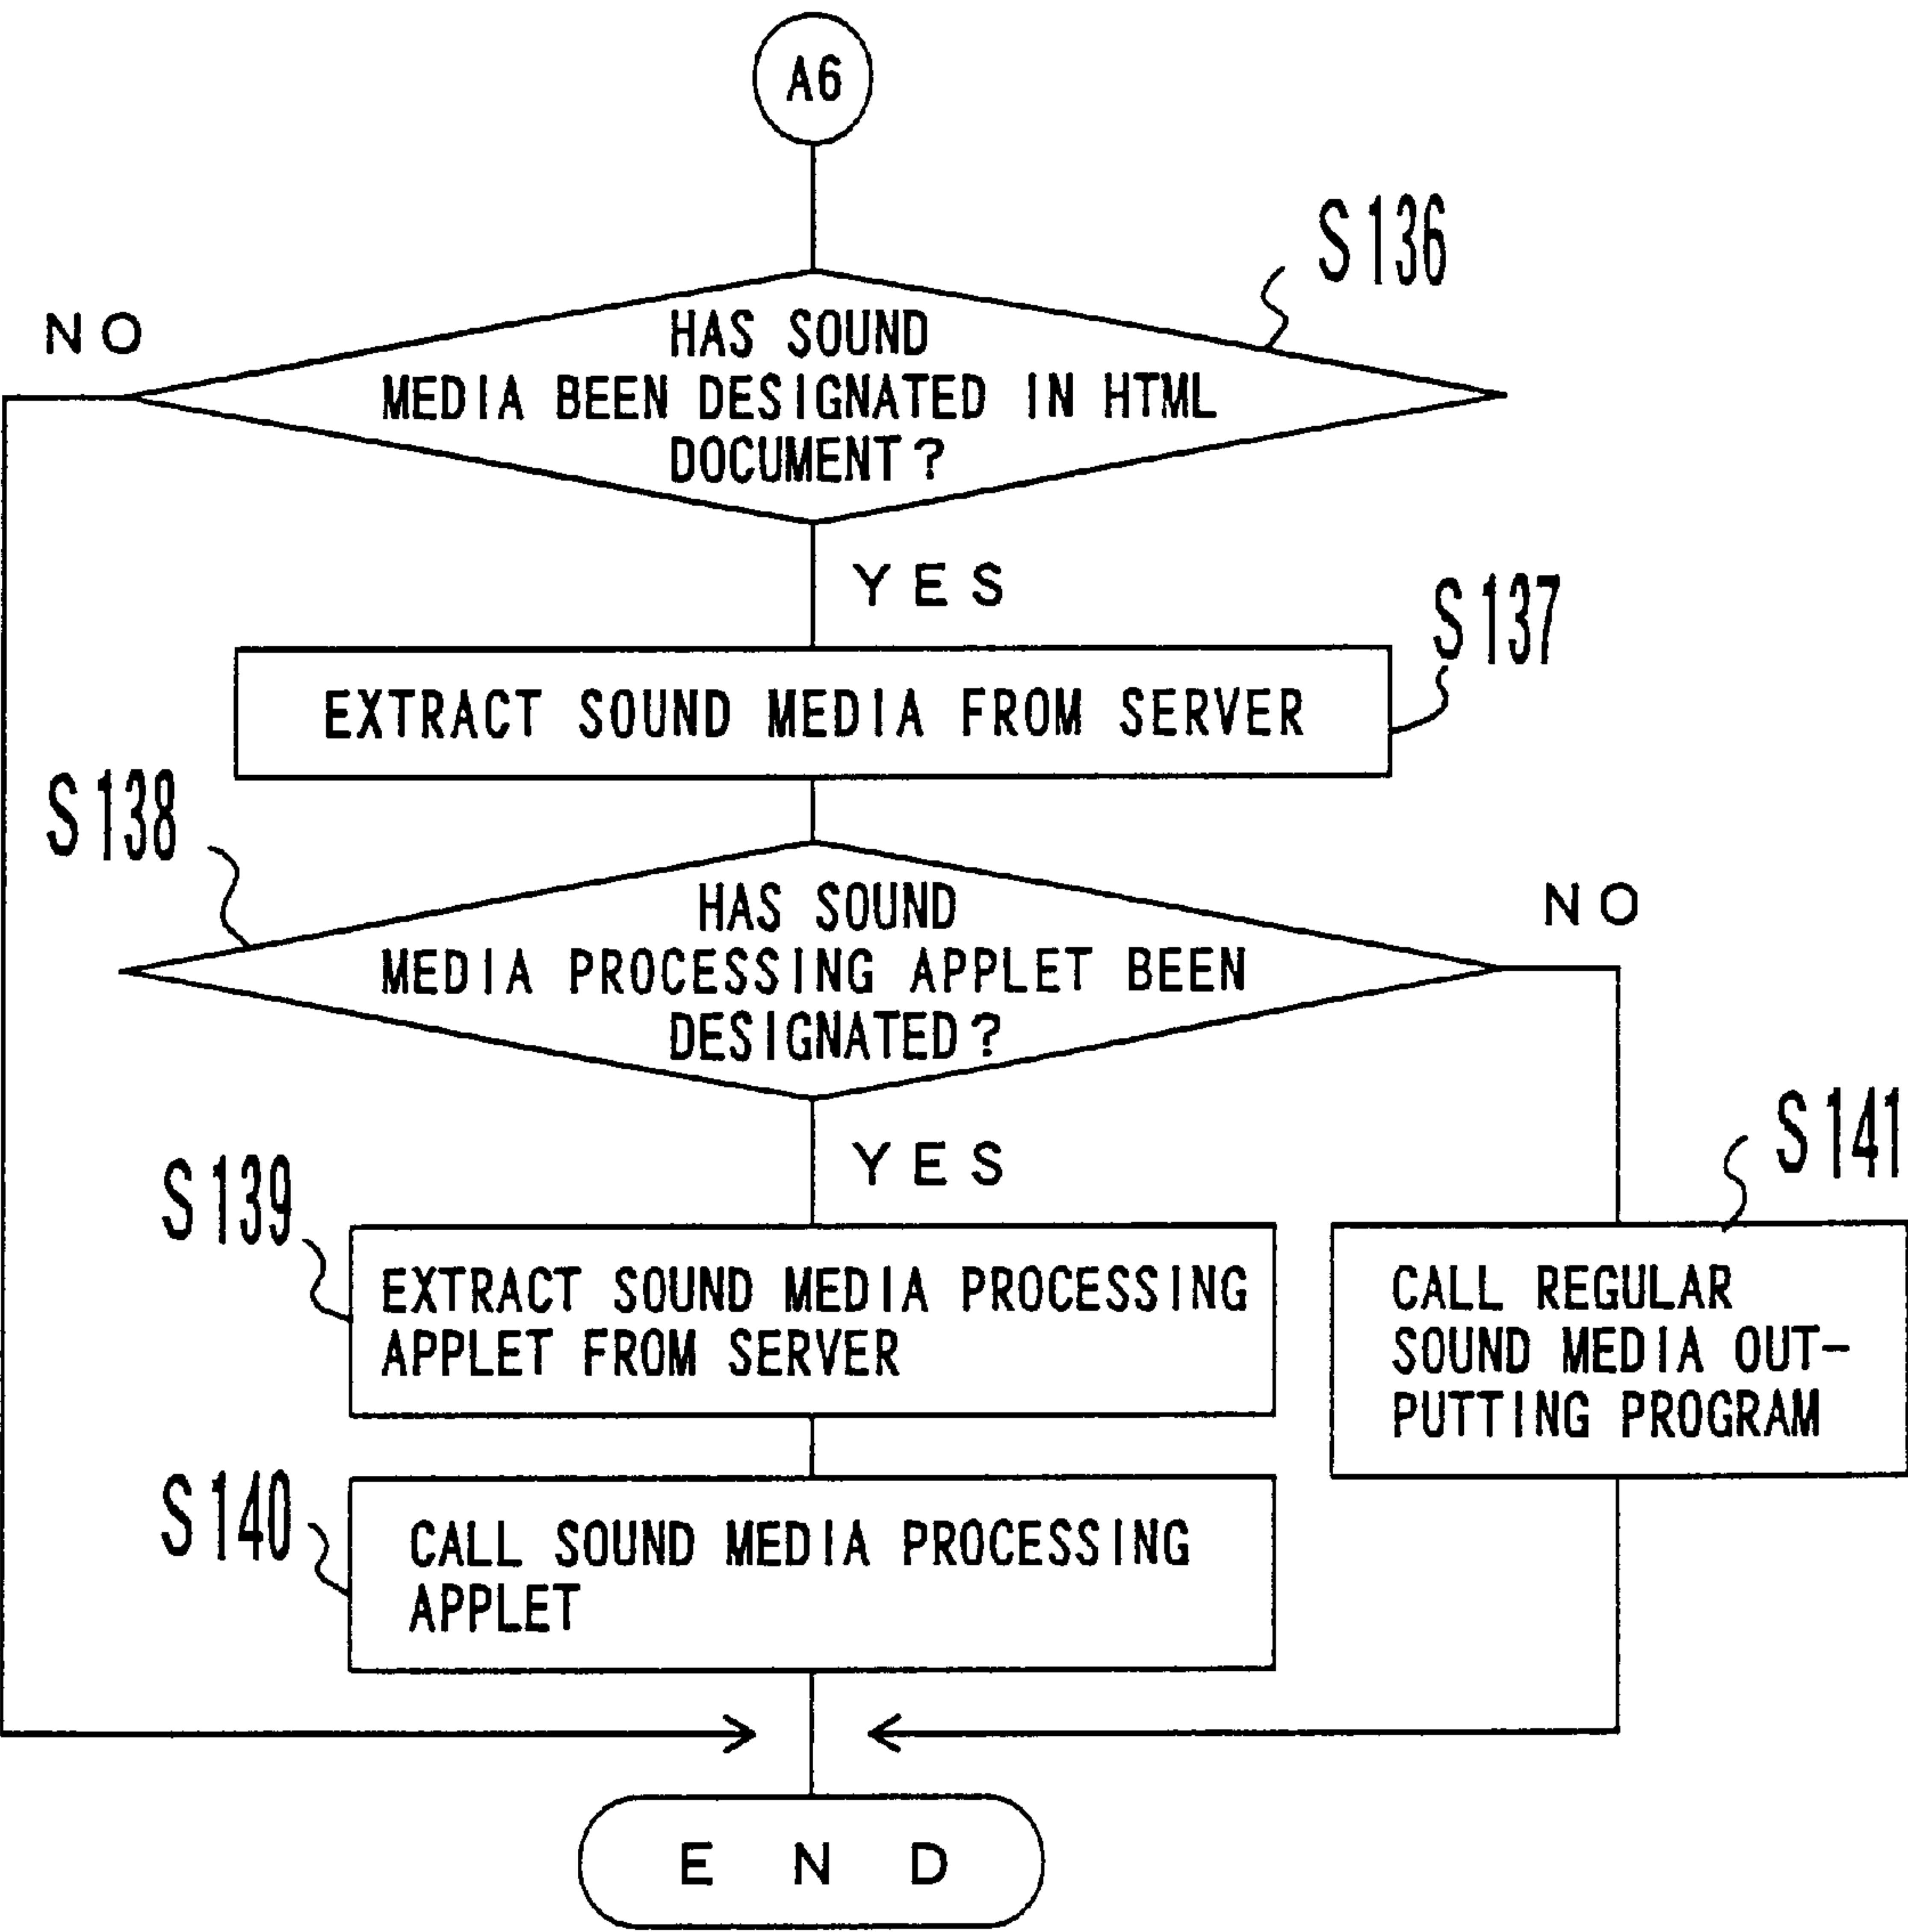 A6
S136
NO
HAS SOUND
MEDIA BEEN DESIGNATED IN HTML
DOCUMENT?
YES
S137
EXTRACT SOUND MEDIA FROM SERVER
S138
HAS SOUND
MEDIA PROCESSING APPLET BEEN
DESIGNATED?
NO
YES
S139
EXTRACT SOUND MEDIA PROCESSING
APPLET FROM SERVER
S141
CALL REGULAR
SOUND MEDIA OUT-
PUTTING PROGRAM
S140
CALL SOUND MEDIA PROCESSING
APPLET
END